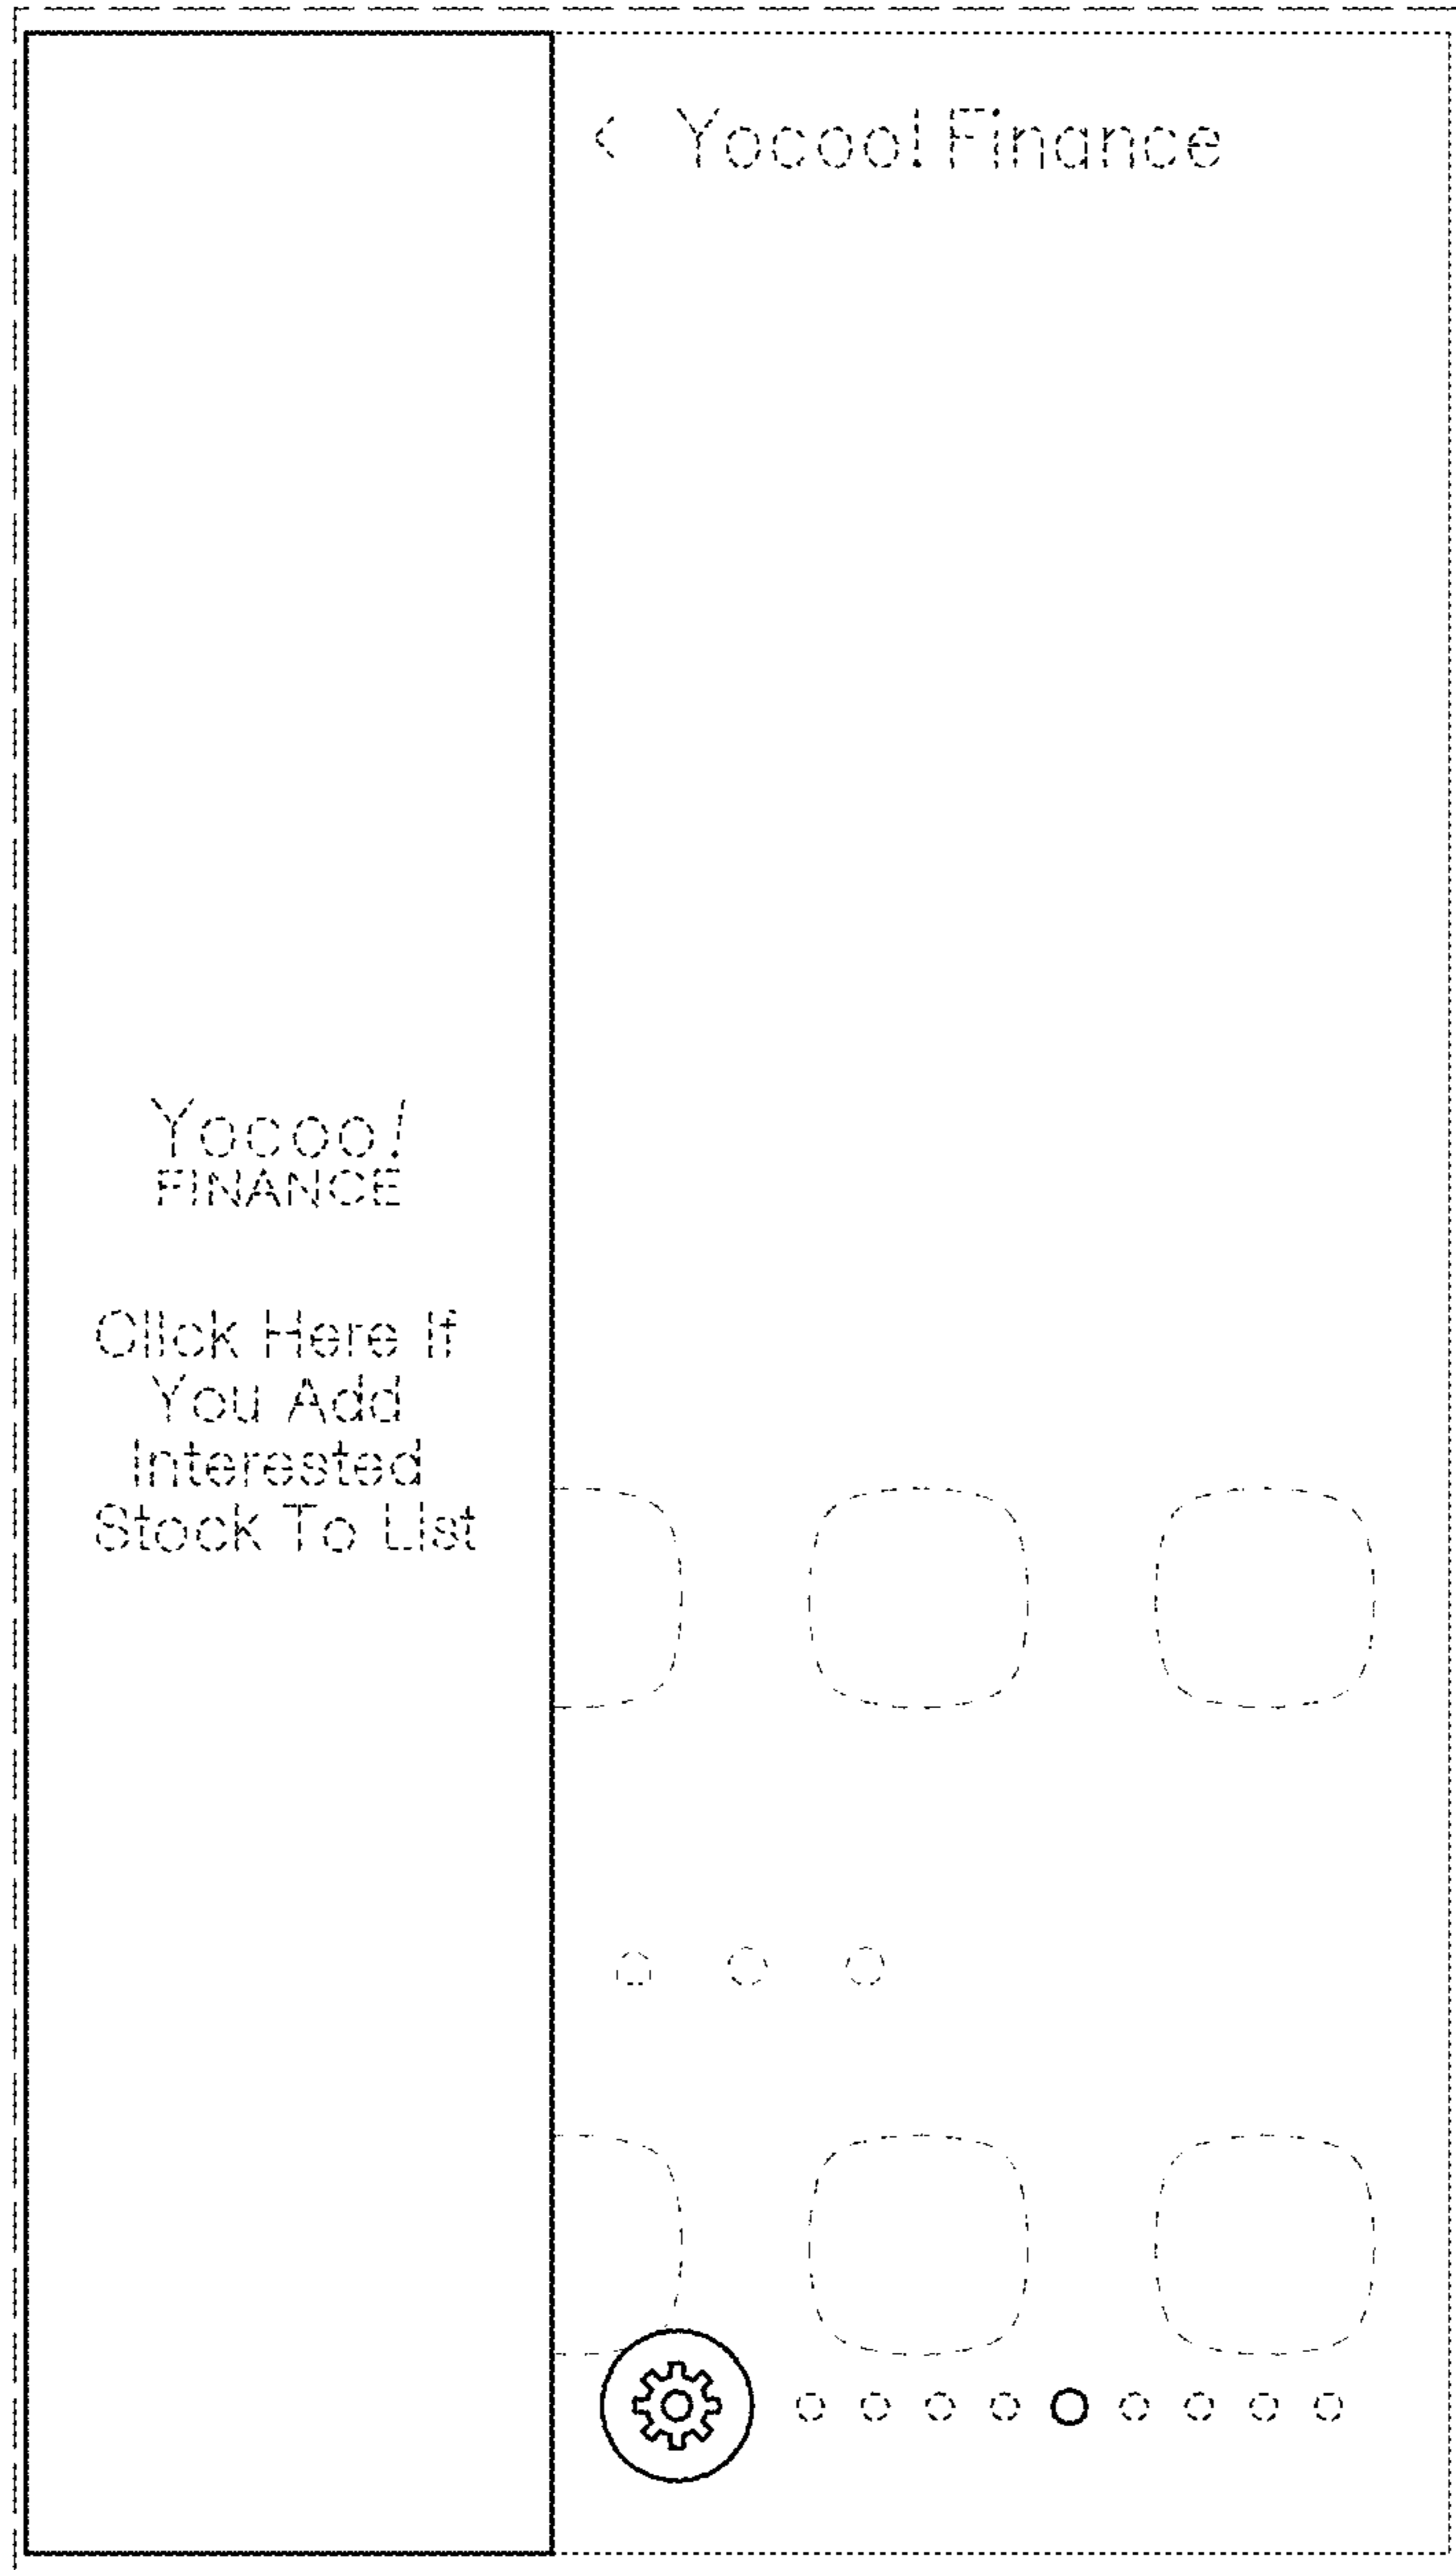 < Yocoo! Finance
Yocoo!
FINANCE
Click Here If
You Add
Interested
Stock To List